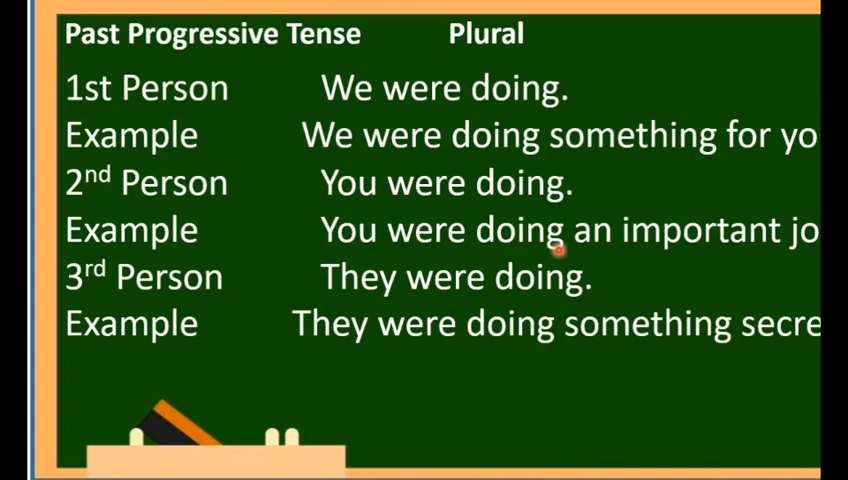 Past Progressive Tense Plural
1st Person We were doing.
Example We were doing something for yo
2nd Person You were doing.
Example You were doing an important jo
3rd Person They were doing.
Example They were doing something secre